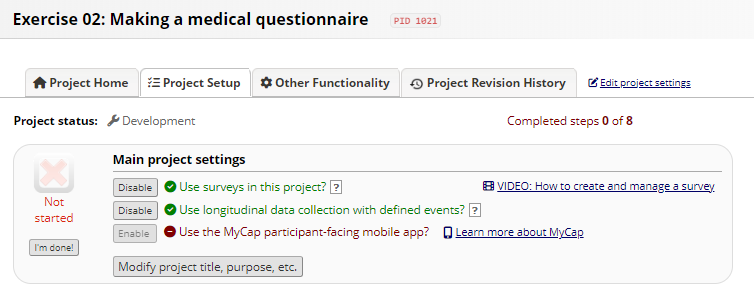 Exercise 02: Making a medical questionnaire PID 1021
Project Home Project Setup Other Functionality Project Revision History Edit project settings
Project status: Development Completed steps 0 of 8
Main project settings
Not started
I'm done!
Disable Use surveys in this project? ? VIDEO: How to create and manage a survey
Disable Use longitudinal data collection with defined events? ?
Enable Use the MyCap participant-facing mobile app? Learn more about MyCap
Modify project title, purpose, etc.